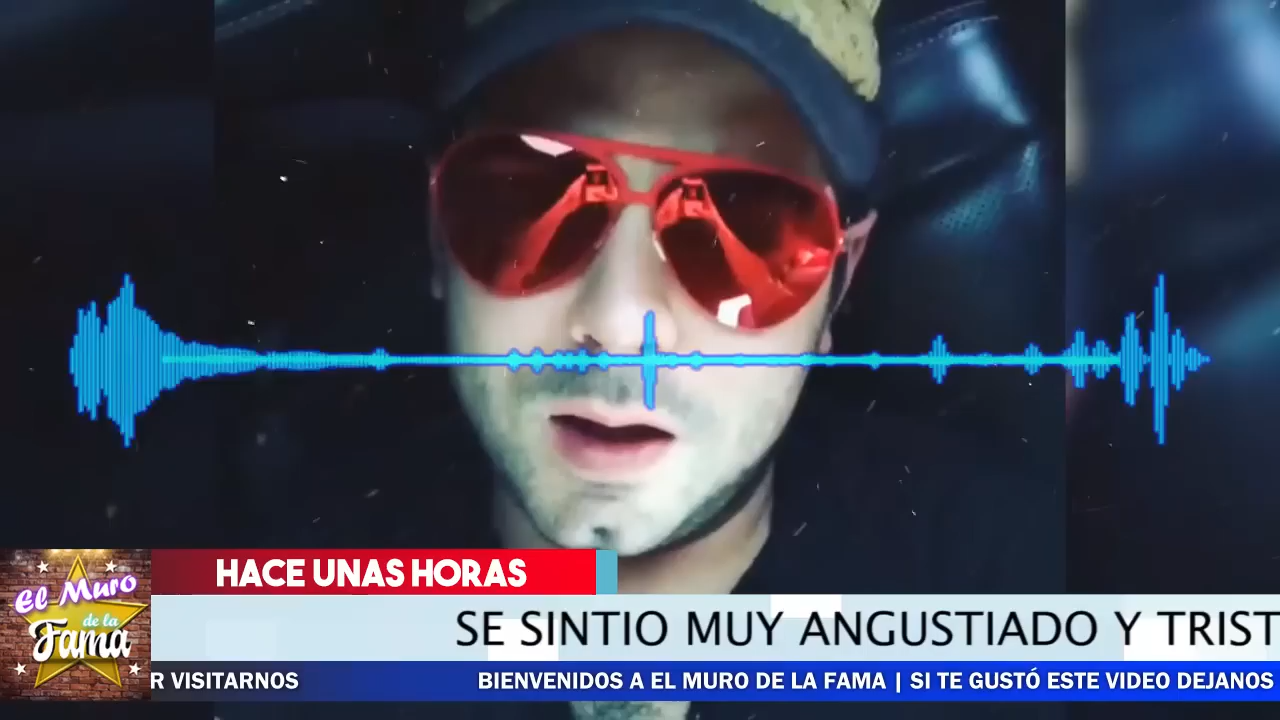 HACE UNAS HORAS
SE SINTIO MUY ANGUSTIADO Y TRIST
El Muro
de la
Fama
R VISITARNOS BIENVENIDOS A EL MURO DE LA FAMA | SI TE GUSTÓ ESTE VIDEO DEJANOS